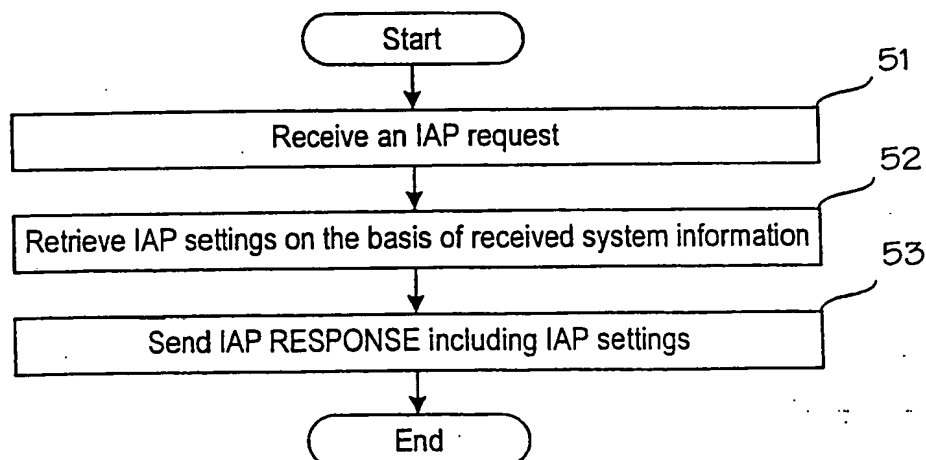 Start
51
Receive an IAP request
52
Retrieve IAP settings on the basis of received system information
53
Send IAP RESPONSE including IAP settings
End